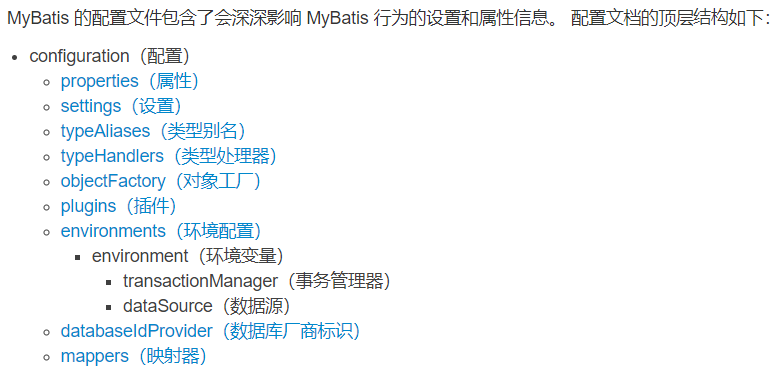 MyBatis 的配置文件包含了会深深影响 MyBatis 行为的设置和属性信息。 配置文档的顶层结构如下：
configuration（配置）
properties（属性）
settings（设置）
typeAliases（类型别名）
typeHandlers（类型处理器）
objectFactory（对象工厂）
plugins（插件）
environments（环境配置）
environment（环境变量）
transactionManager（事务管理器）
dataSource（数据源）
databaseIdProvider（数据库厂商标识）
mappers（映射器）